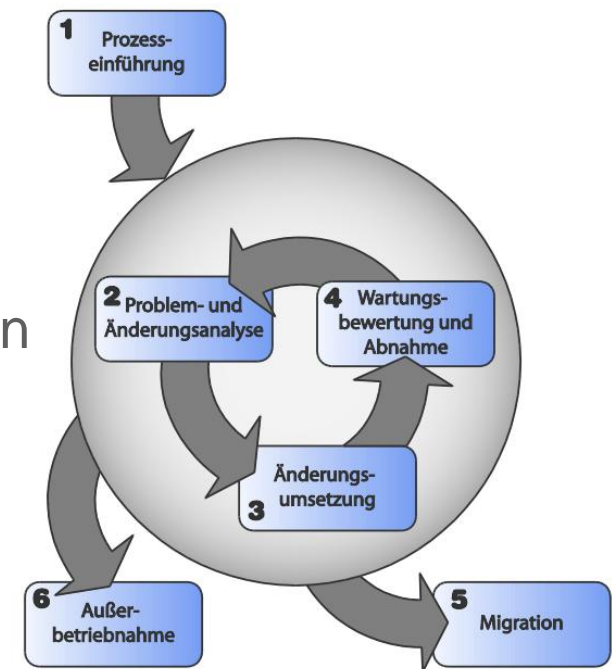 1 Prozess-
einführung
2 Problem- und
Änderungsanalyse
4 Wartungs-
bewertung und
Abnahme
n
Änderungs-
3 umsetzung
6 Außer-
betriebnahme
5 Migration